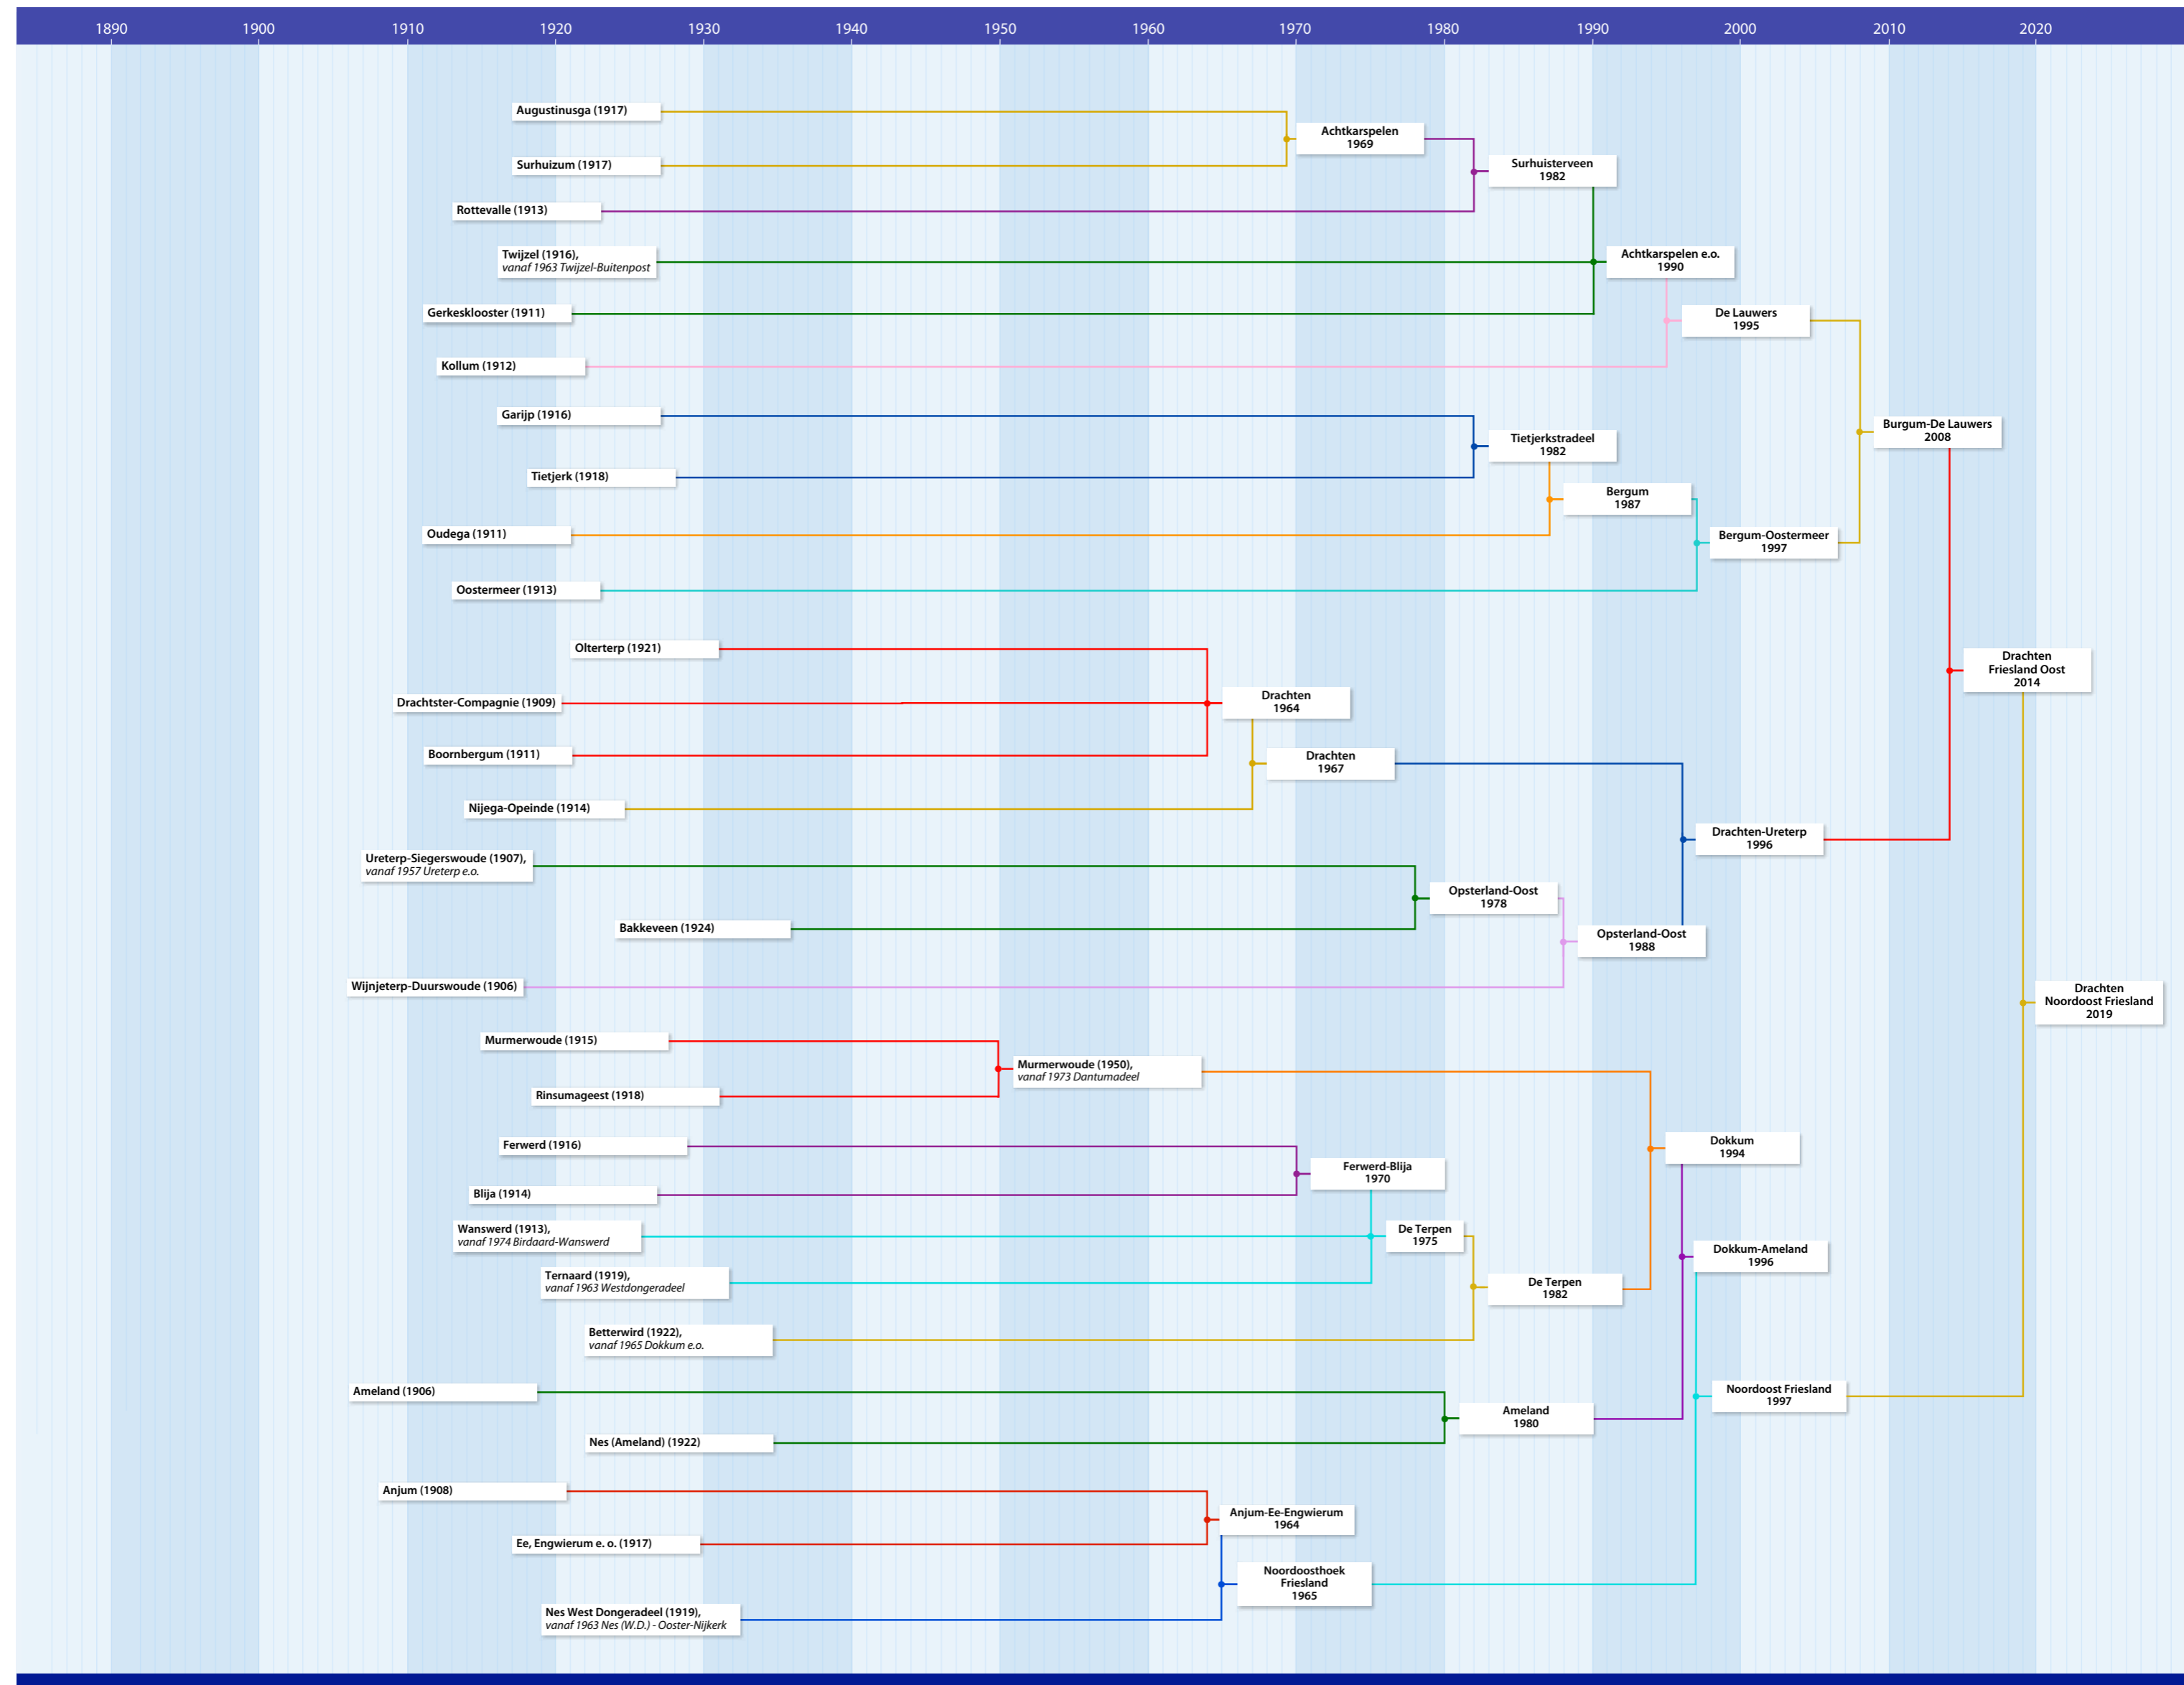 1890 1900 1910 1920 1930 1940 1950 1960 1970 1980 1990 2000 2010 2020
Augustinusga (1917)
Achtkarspelen
1969
Surhuizum (1917)
Surhuisterveen
1982
Rottevalle (1913)
Twijzel (1916),
vanaf 1963 Twijzel-Buitenpost
Achtkarspelen e.o.
1990
Gerkesklooster (1911)
De Lauwers
1995
Kollum (1912)
Garijp (1916)
Burgum-De Lauwers
2008
Tietjerkstradeel
1982
Tietjerk (1918)
Bergum
1987
Oudega (1911)
Bergum-Oostermeer
1997
Oostermeer (1913)
Olterterp (1921)
Drachten
Friesland Oost
2014
Drachtster-Compagnie (1909)
Drachten
1964
Boornbergum (1911)
Drachten
1967
Nijega-Opeinde (1914)
Drachten-Ureterp
1996
Ureterp-Siegerswoude (1907),
vanaf 1957 Ureterp e.o.
Opsterland-Oost
1978
Bakkeveen (1924)
Opsterland-Oost
1988
Wijnjeterp-Duurswoude (1906)
Drachten
Noordoost Friesland
2019
Murmerwoude (1915)
Murmerwoude (1950),
vanaf 1973 Dantumadeel
Rinsumageest (1918)
Ferwerd (1916)
Dokkum
1994
Ferwerd-Blija
1970
Blija (1914)
Wanswerd (1913),
vanaf 1974 Birdaard-Wanswerd
De Terpen
1975
Dokkum-Ameland
1996
Ternaard (1919),
vanaf 1963 Westdongeradeel
De Terpen
1982
Betterwird (1922),
vanaf 1965 Dokkum e.o.
Ameland (1906)
Noordoost Friesland
1997
Ameland
1980
Nes (Ameland) (1922)
Anjum (1908)
Anjum-Ee-Engwierum
1964
Ee, Engwierum e. o. (1917)
Noordoosthoek
Friesland
1965
Nes West Dongeradeel (1919),
vanaf 1963 Nes (W.D.) - Ooster-Nijkerk